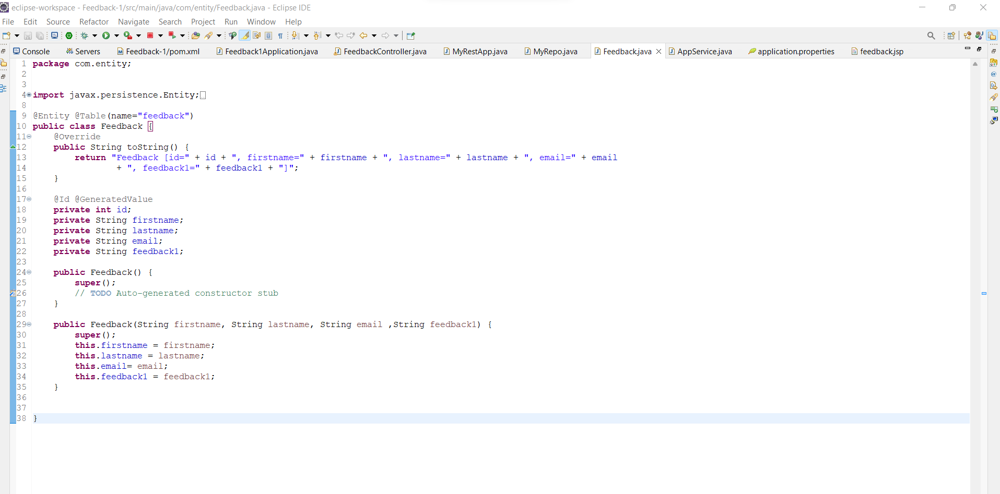 eclipse-workspace - Feedback-1/src/main/java/com/entity/Feedback.java - Eclipse IDE
File Edit Source Refactor Navigate Search Project Run Window Help
Console Servers Feedback-1/pom.xml Feedback1Application.java FeedbackController.java MyRestApp.java MyRepo.java Feedback.java AppService.java application.properties feedback.jsp
1 package com.entity;
2
3
4 import javax.persistence.Entity;
8
9 @Entity @Table(name="feedback")
10 public class Feedback {
11 @Override
12 public String toString() {
13 return "Feedback [id=" + id + ", firstname=" + firstname + ", lastname=" + lastname + ", email=" + email
14 + ", feedback1=" + feedback1 + "]";
15 }
16
17 @Id @GeneratedValue
18 private int id;
19 private String firstname;
20 private String lastname;
21 private String email;
22 private String feedback1;
23
24 public Feedback() {
25 super();
26 // TODO Auto-generated constructor stub
27 }
28
29 public Feedback(String firstname, String lastname, String email ,String feedback1) {
30 super();
31 this.firstname = firstname;
32 this.lastname = lastname;
33 this.email= email;
34 this.feedback1 = feedback1;
35 }
36
37
38 }